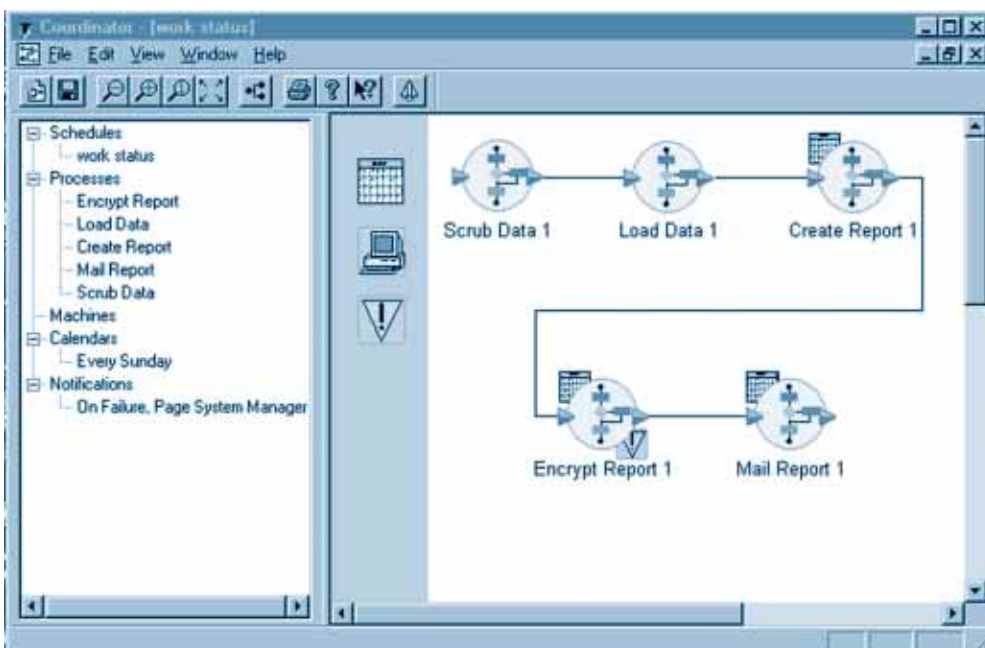 Coordinator - [work status]
File Edit View Window Help
Schedules
work status
Processes
Encrypt Report
Load Data
Create Report
Mail Report
Scrub Data
Machines
Calendars
Every Sunday
Notifications
On Failure, Page System Manager
Scrub Data 1
Load Data 1
Create Report 1
Encrypt Report 1
Mail Report 1